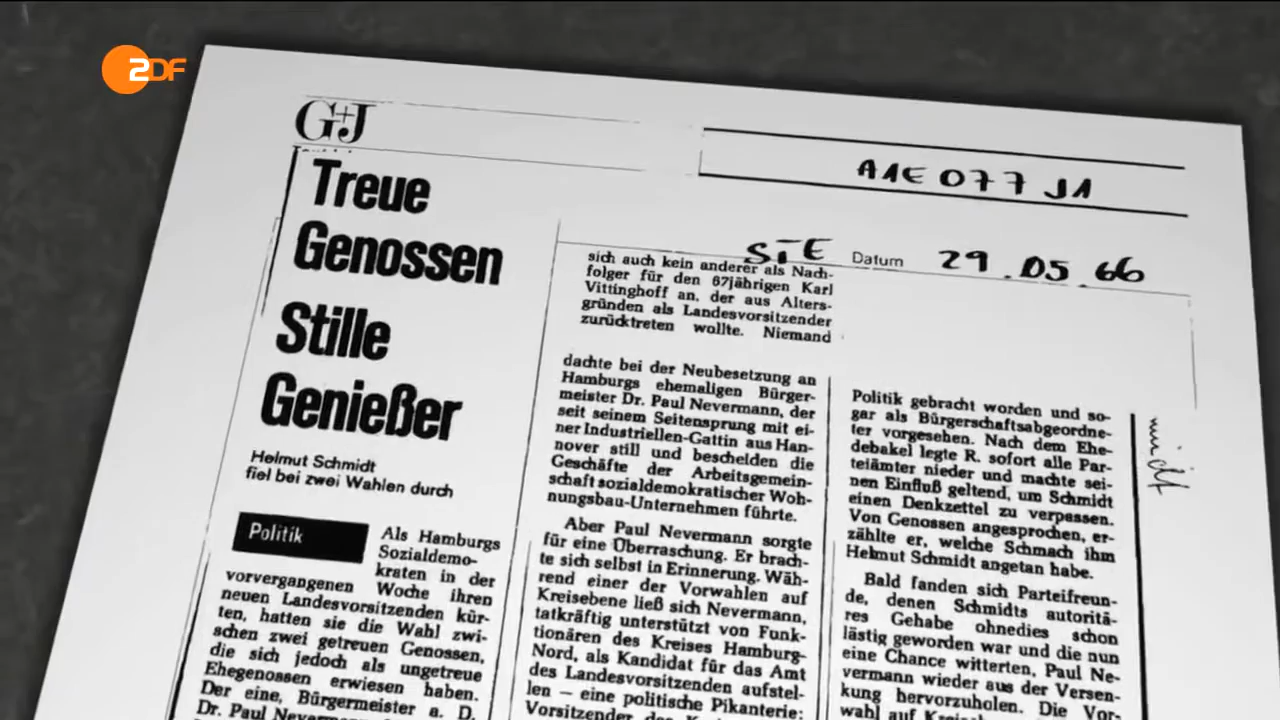 2DF
G+J
A1E 077 J1
STE Datum 29.05.66
Treue
Genossen
Stille
Genießer
Helmut Schmidt
fiel bei zwei Wahlen durch
Politik
Als Hamburgs
Sozialdemo-
kraten in der
vorvergangenen Woche ihren
neuen Landesvorsitzenden kür-
ten, hatten sie die Wahl zwi-
schen zwei getreuen Genossen,
die sich jedoch als ungetreue
Ehegenossen erwiesen haben.
Der eine, Bürgermeister a. D.
Dr. Paul
sich auch kein anderer als Nach-
folger für den 67jährigen Karl
Vittinghoff an, der aus Alters-
gründen als Landesvorsitzender
zurücktreten wollte. Niemand
dachte bei der Neubesetzung an
Hamburgs ehemaligen Bürger-
meister Dr. Paul Nevermann, der
seit seinem Seitensprung mit ei-
ner Industriellen-Gattin aus Han-
nover still und bescheiden die
Geschäfte der Arbeitsgemein-
schaft sozialdemokratischer Woh-
nungsbau-Unternehmen führte.
Aber Paul Nevermann sorgte
für eine Überraschung. Er brach-
te sich selbst in Erinnerung. Wäh-
rend einer der Vorwahlen auf
Kreisebene ließ sich Nevermann,
tatkräftig unterstützt von Funk-
tionären des Kreises Hamburg-
Nord, als Kandidat für das Amt
des Landesvorsitzenden aufstel-
len — eine politische Pikanterie:
Vorsitzender des
Politik gebracht worden und so-
gar als Bürgerschaftsabgeordne-
ter vorgesehen. Nach dem Ehe-
debakel legte R. sofort alle Par-
teiämter nieder und machte sei-
nen Einfluß geltend, um Schmidt
einen Denkzettel zu verpassen.
Von Genossen angesprochen, er-
zählte er, welche Schmach ihm
Helmut Schmidt angetan habe.
Bald fanden sich Parteifreun-
de, denen Schmidts autoritä-
res Gehabe ohnedies schon
lästig geworden war und die nun
eine Chance witterten, Paul Ne-
vermann wieder aus der Versen-
kung hervorzuholen. Die Vor-
wahl auf